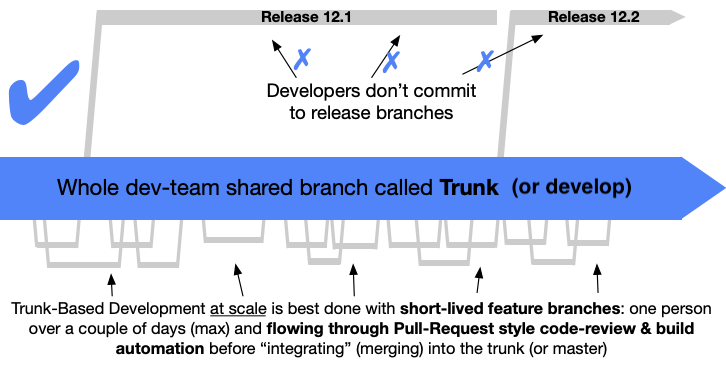 Release 12.1
Release 12.2
Developers don’t commit
to release branches
Whole dev-team shared branch called Trunk (or develop)
Trunk-Based Development at scale is best done with short-lived feature branches: one person
over a couple of days (max) and flowing through Pull-Request style code-review & build
automation before “integrating” (merging) into the trunk (or master)